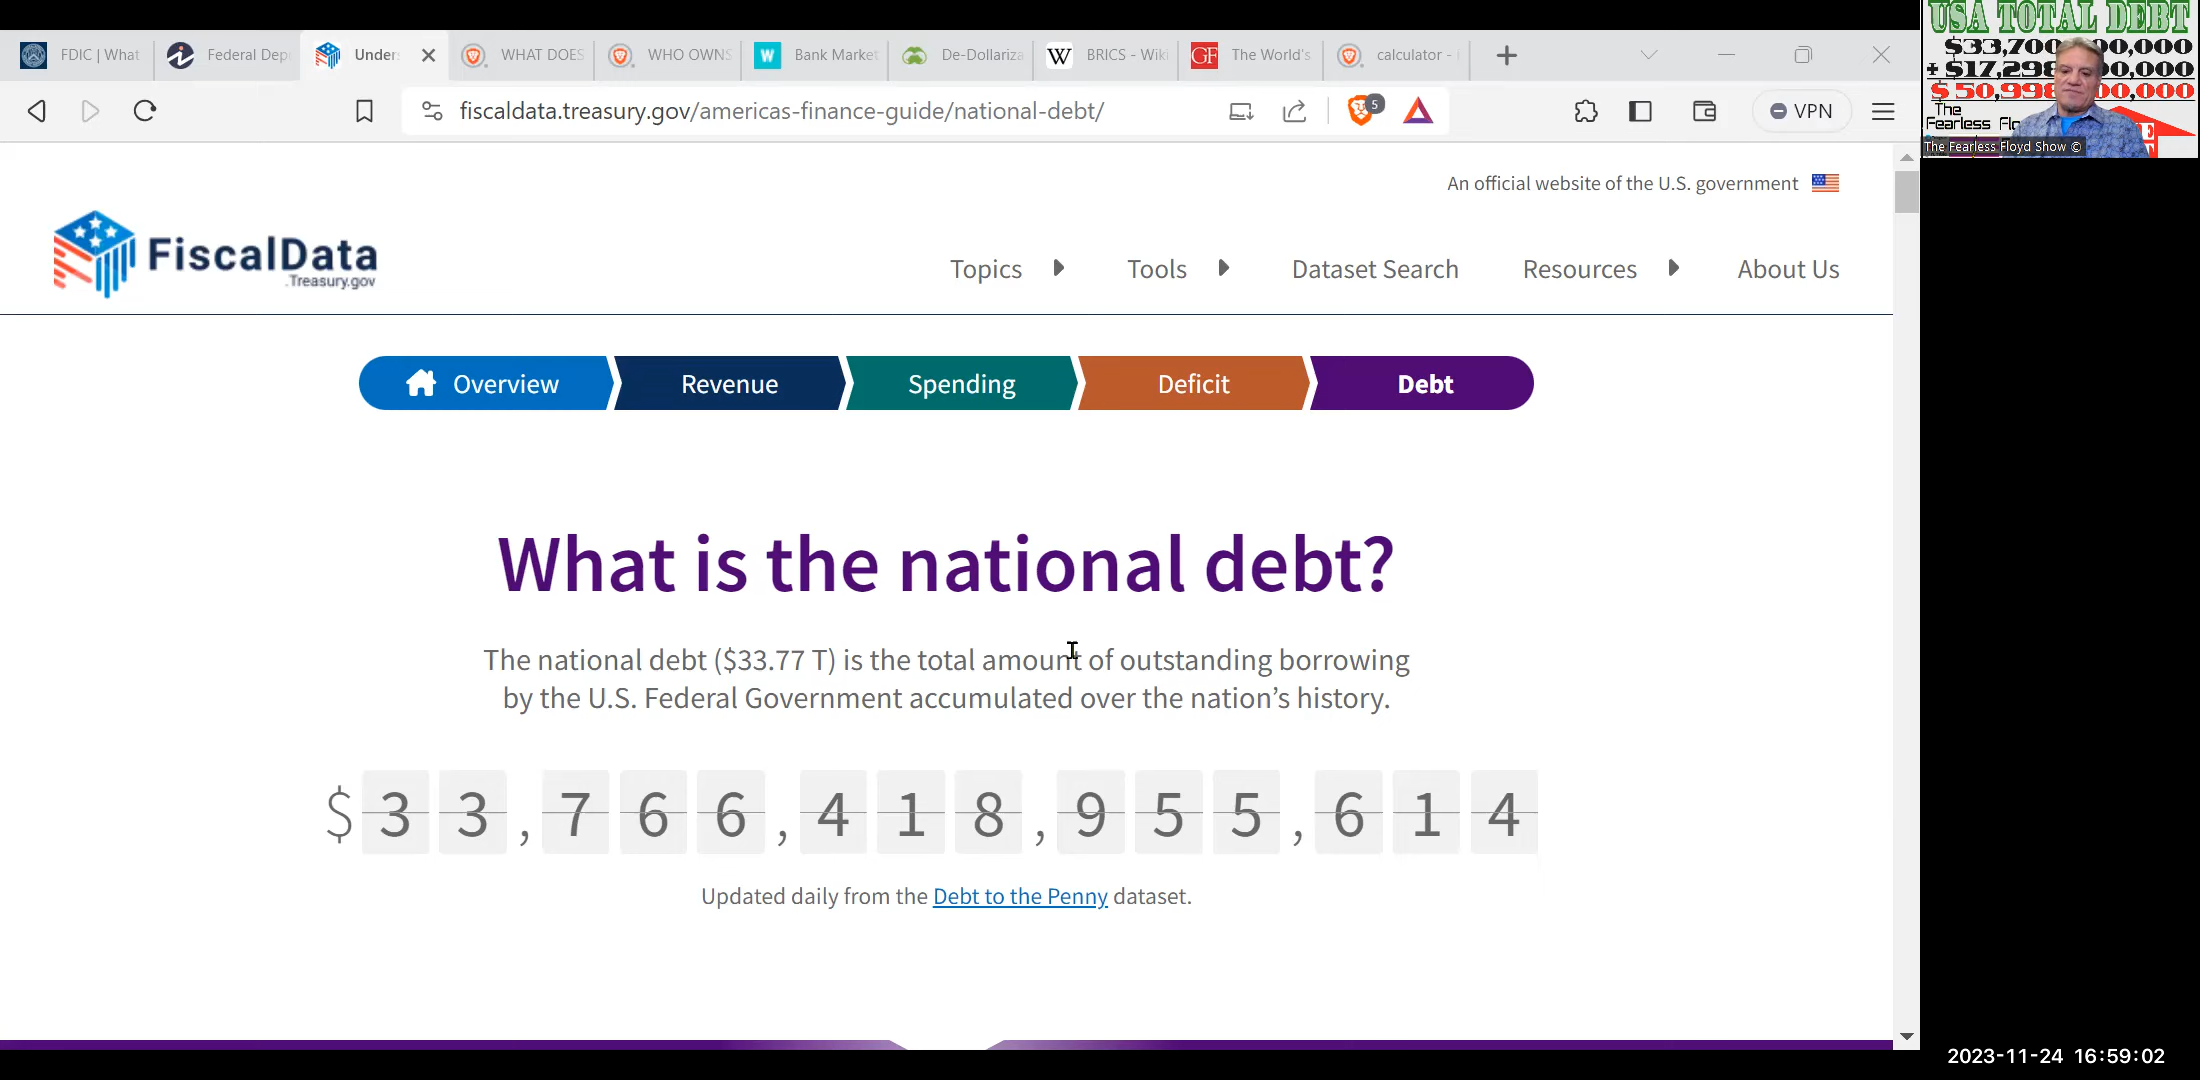 FDIC | What
Federal Dep
Under
WHAT DOES
WHO OWNS
Bank Market
De-Dollariza
BRICS - Wiki
The World's
calculator -
fiscaldata.treasury.gov/americas-finance-guide/national-debt/
5
VPN
An official website of the U.S. government
FiscalData
.Treasury.gov
Topics
Tools
Dataset Search
Resources
About Us
Overview
Revenue
Spending
Deficit
Debt
What is the national debt?
The national debt ($33.77 T) is the total amount of outstanding borrowing
by the U.S. Federal Government accumulated over the nation’s history.
$33,766,418,955,614
Updated daily from the Debt to the Penny dataset.
USA TOTAL DEBT
The
Fearless
The Fearless Floyd Show ©
2023-11-24 16:59:02